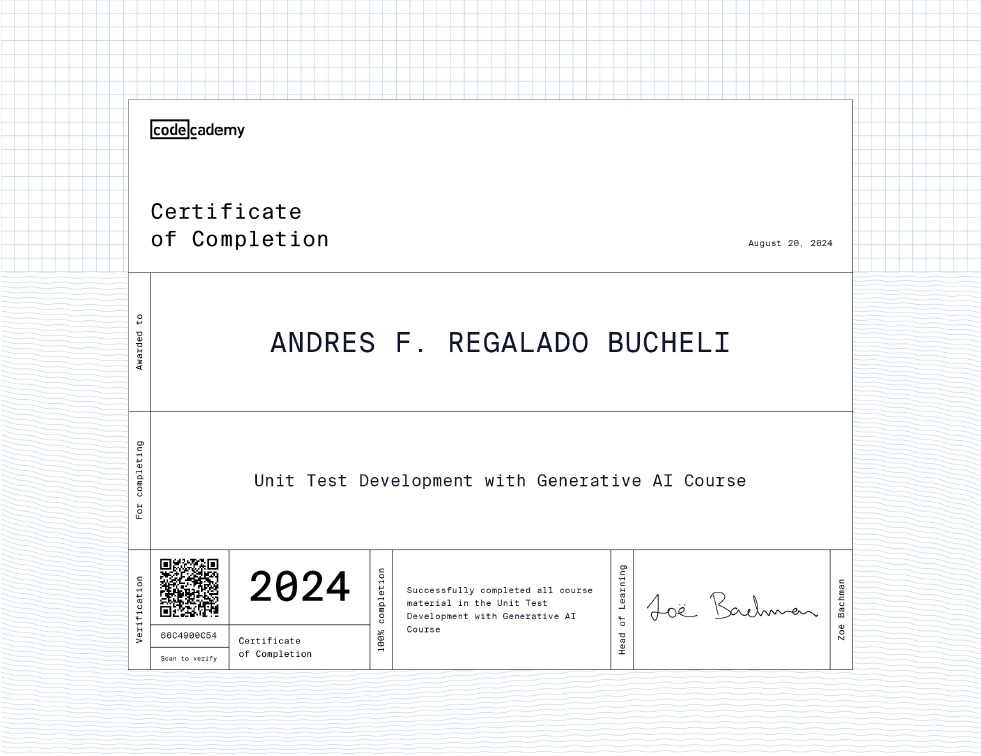 codecademy
Certificate
of Completion
August 20, 2024
Awarded to
ANDRES F. REGALADO BUCHELI
For completing
Unit Test Development with Generative AI Course
Verification
66C4900C54
Scan to verify
2024
Certificate
of Completion
100% completion
Successfully completed all course
material in the Unit Test
Development with Generative AI
Course
Head of Learning
Zoë Bachman
Zoë Bachman